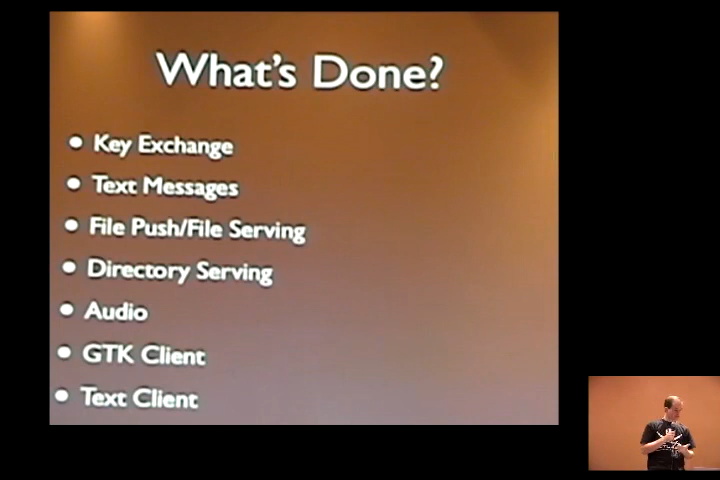 What's Done?
Key Exchange
Text Messages
File Push/File Serving
Directory Serving
Audio
GTK Client
Text Client